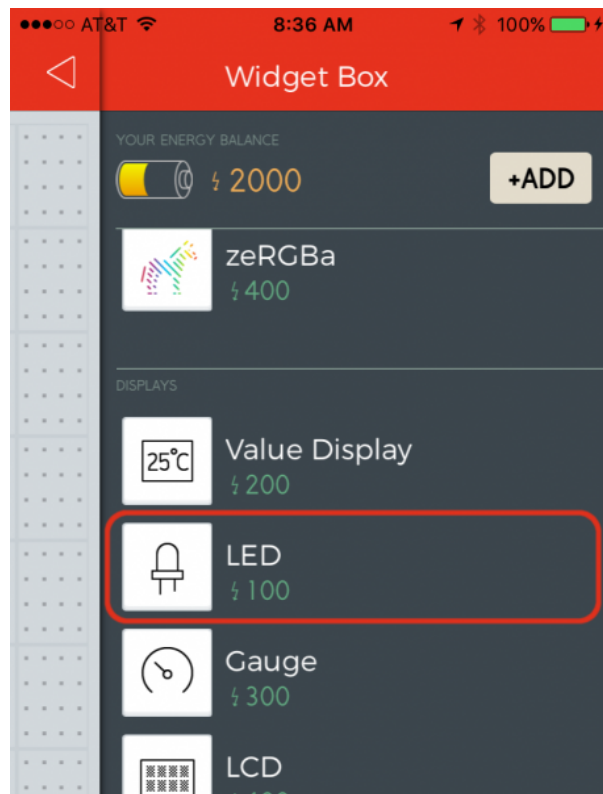 AT&T 8:36 AM 100%
Widget Box
YOUR ENERGY BALANCE
2000
+ADD
zeRGBa
400
DISPLAYS
25°C
Value Display
200
LED
100
Gauge
300
LCD